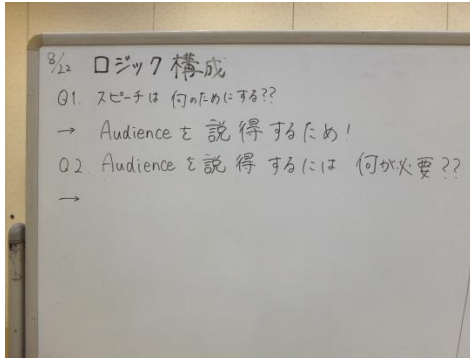 8/22 ロジック構成
Q1. スピーチは 何のためにする??
→ Audienceを説得するため!
Q2. Audienceを説得するには 何が必要??
→